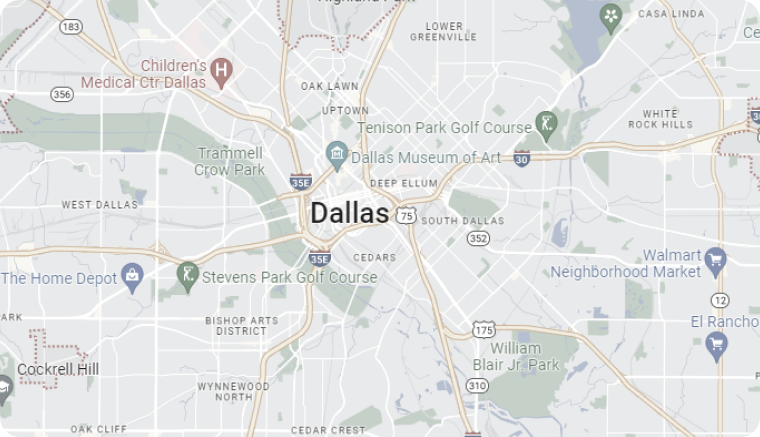 Highland Park
183
LOWER
GREENVILLE
CASA LINDA
Ce
Children's
Medical Ctr Dallas
H
OAK LAWN
356
UPTOWN
Tenison Park Golf Course
WHITE
ROCK HILLS
Trammell
Crow Park
Dallas Museum of Art
30
35E
DEEP ELLUM
WEST DALLAS
Dallas
75
SOUTH DALLAS
352
35E
CEDARS
Walmart
Neighborhood Market
The Home Depot
Stevens Park Golf Course
12
ARK
BISHOP ARTS
DISTRICT
175
El Rancho
William
Blair Jr. Park
Cockrell Hill
WYNNEWOOD
NORTH
310
P
OAK CLIFF
CEDAR CREST